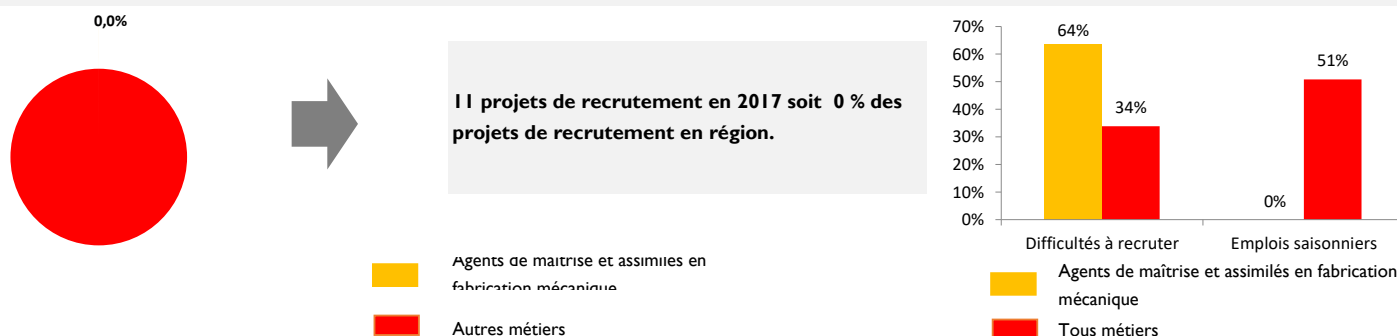 0,0%
11 projets de recrutement en 2017 soit 0 % des
projets de recrutement en région.
Agents de maîtrise et assimilés en
fabrication mécanique
Autres métiers
70%
60%
50%
40%
30%
20%
10%
0%
64%
34%
0%
51%
Difficultés à recruter
Emplois saisonniers
Agents de maîtrise et assimilés en fabrication
mécanique
Tous métiers